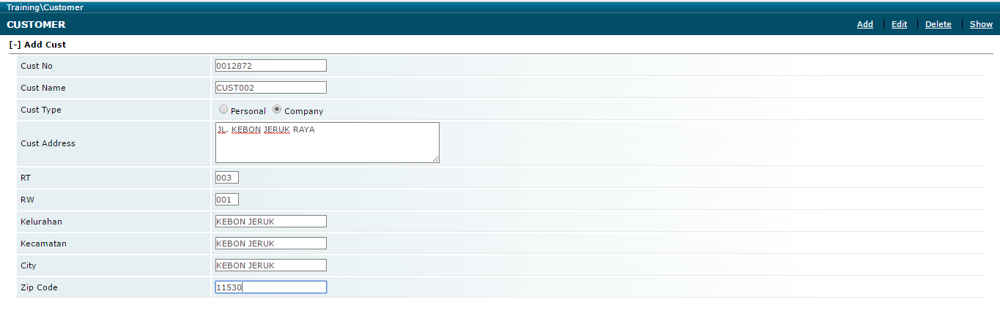 Training\Customer
CUSTOMER Add Edit Delete Show
[-] Add Cust
Cust No 0012872
Cust Name CUST002
Cust Type Personal Company
Cust Address JL. KEBON JERUK RAYA
RT 003
RW 001
Kelurahan KEBON JERUK
Kecamatan KEBON JERUK
City KEBON JERUK
Zip Code 11530